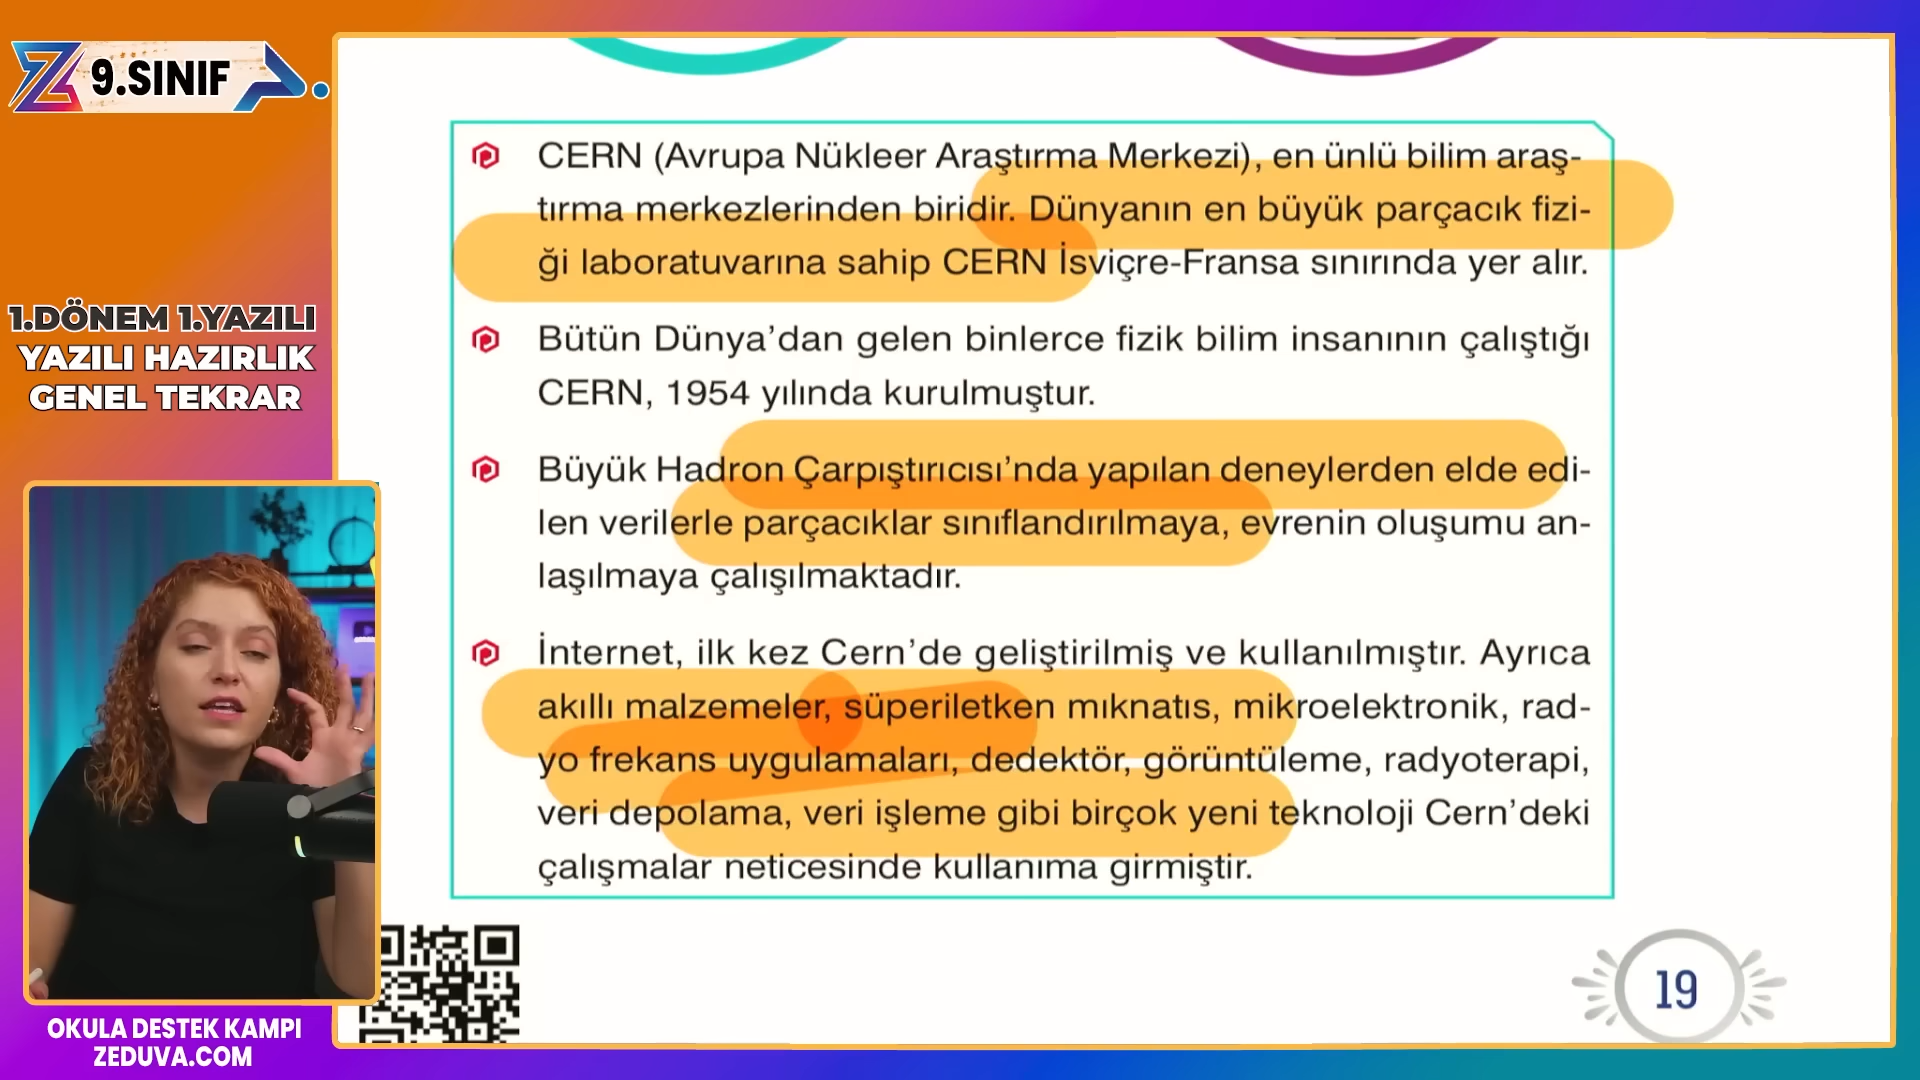 9.SINIF
1.DÖNEM 1.YAZILI
YAZILI HAZIRLIK
GENEL TEKRAR
CERN (Avrupa Nükleer Araştırma Merkezi), en ünlü bilim araş-
tırma merkezlerinden biridir. Dünyanın en büyük parçacık fizi-
ği laboratuvarına sahip CERN İsviçre-Fransa sınırında yer alır.
Bütün Dünya’dan gelen binlerce fizik bilim insanının çalıştığı
CERN, 1954 yılında kurulmuştur.
Büyük Hadron Çarpıştırıcısı’nda yapılan deneylerden elde edi-
len verilerle parçacıklar sınıflandırılmaya, evrenin oluşumu an-
laşılmaya çalışılmaktadır.
İnternet, ilk kez Cern’de geliştirilmiş ve kullanılmıştır. Ayrıca
akıllı malzemeler, süperiletken mıknatıs, mikroelektronik, rad-
yo frekans uygulamaları, dedektör, görüntüleme, radyoterapi,
veri depolama, veri işleme gibi birçok yeni teknoloji Cern’deki
çalışmalar neticesinde kullanıma girmiştir.
19
OKULA DESTEK KAMPI
ZEDUVA.COM